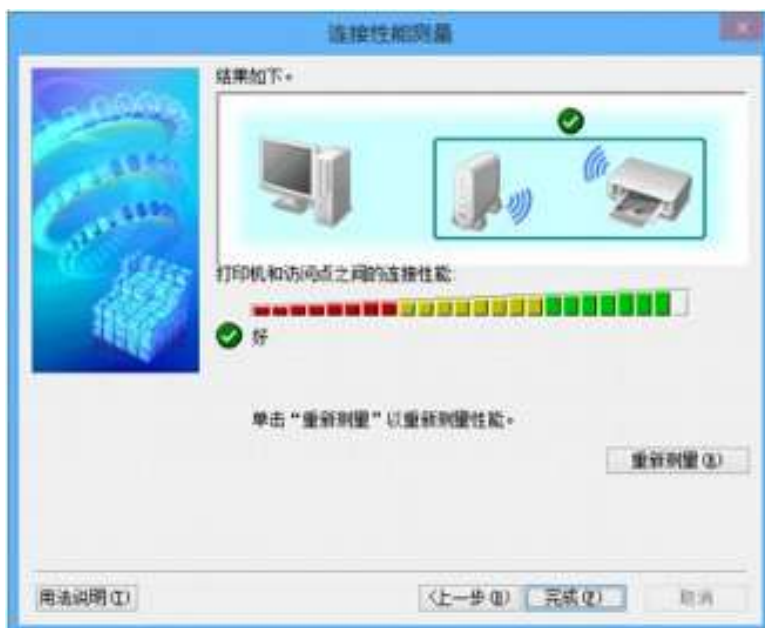 连接性能测量
结果如下。
打印机和访问点之间的连接性能:
好
单击“重新测量”以重新测量性能。
重新测量(R)
用法说明(I)
<上一步(B)
完成(F)
取消